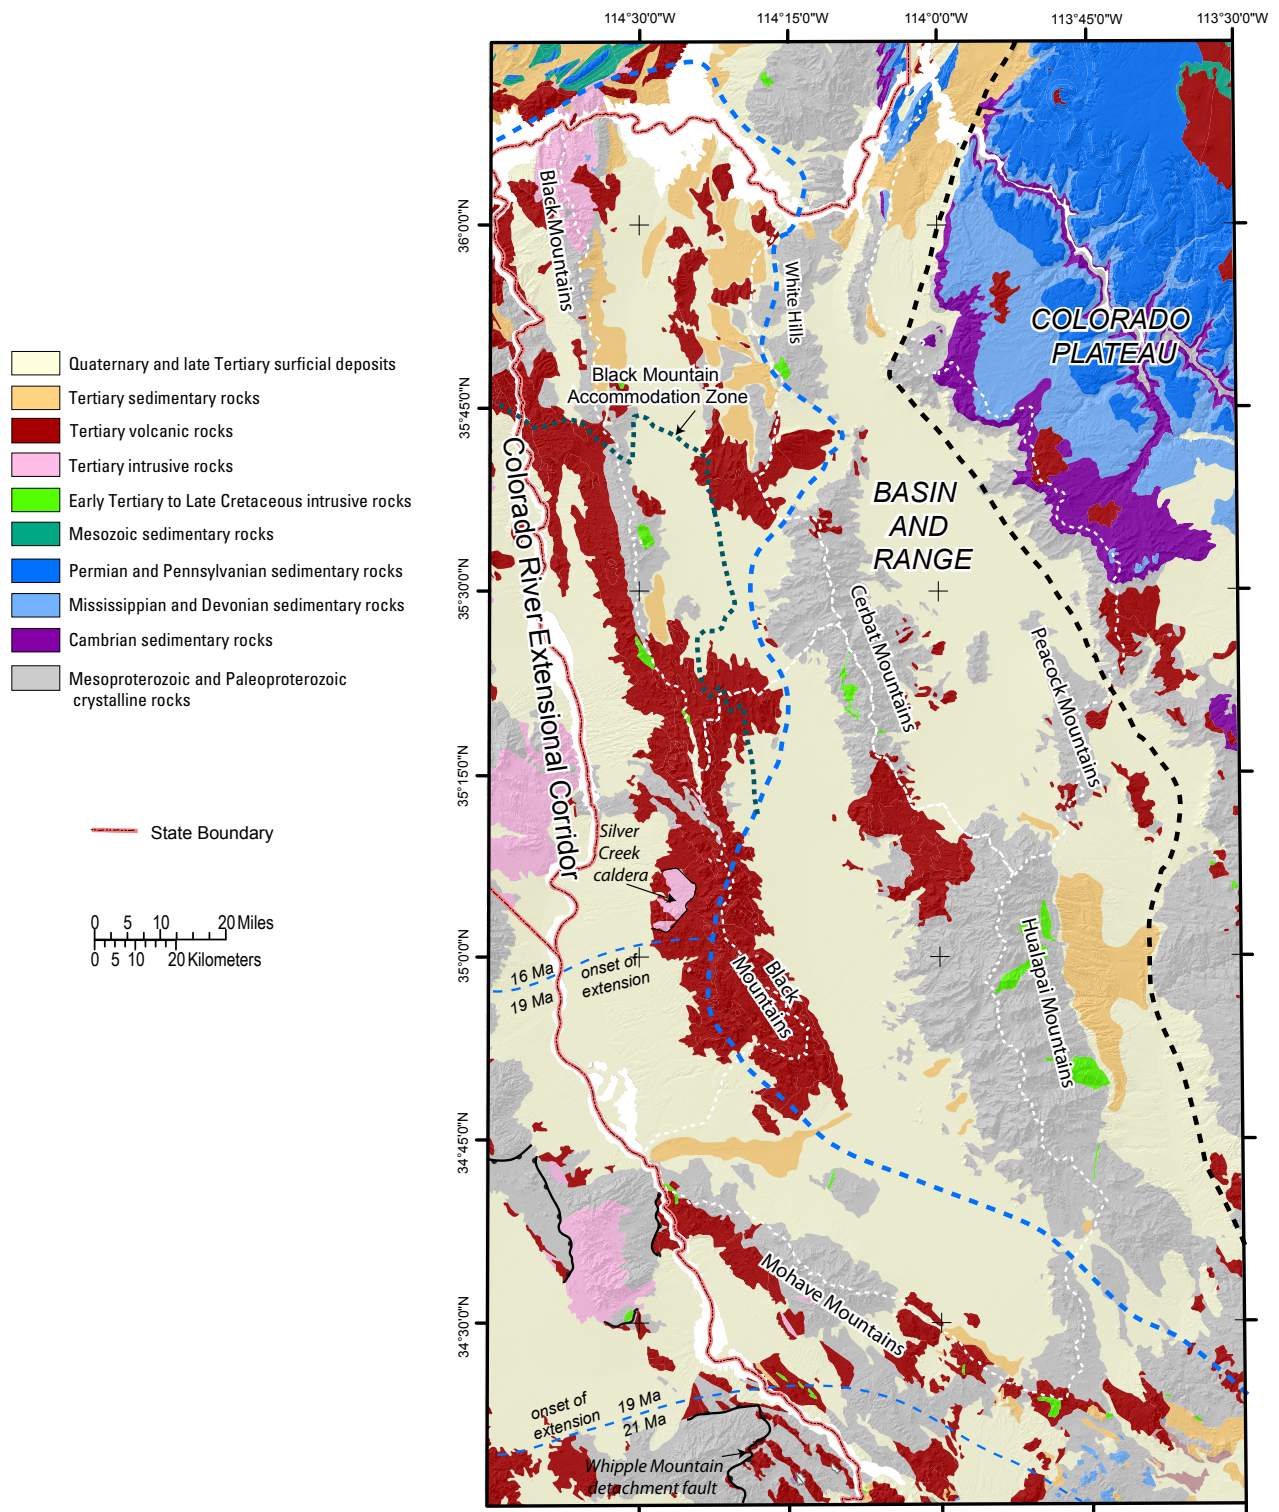 114°30'0"W
114°15'0"W
114°0'0"W
113°45'0"W
113°30'0"W
36°0'0"N
35°45'0"N
35°30'0"N
35°15'0"N
35°0'0"N
34°45'0"N
34°30'0"N
Quaternary and late Tertiary surficial deposits
Tertiary sedimentary rocks
Tertiary volcanic rocks
Tertiary intrusive rocks
Early Tertiary to Late Cretaceous intrusive rocks
Mesozoic sedimentary rocks
Permian and Pennsylvanian sedimentary rocks
Mississippian and Devonian sedimentary rocks
Cambrian sedimentary rocks
Mesoproterozoic and Paleoproterozoic
crystalline rocks
State Boundary
0 5 10 20 Miles
0 5 10 20 Kilometers
Black Mountains
White Hills
COLORADO
PLATEAU
Black Mountain
Accommodation Zone
Colorado River Extensional Corridor
BASIN
AND
RANGE
Cerbat Mountains
Peacock Mountains
Silver
Creek
caldera
Hualapai Mountains
16 Ma
19 Ma
onset of
extension
Black
Mountains
Mohave Mountains
onset of
extension
19 Ma
21 Ma
Whipple Mountain
detachment fault